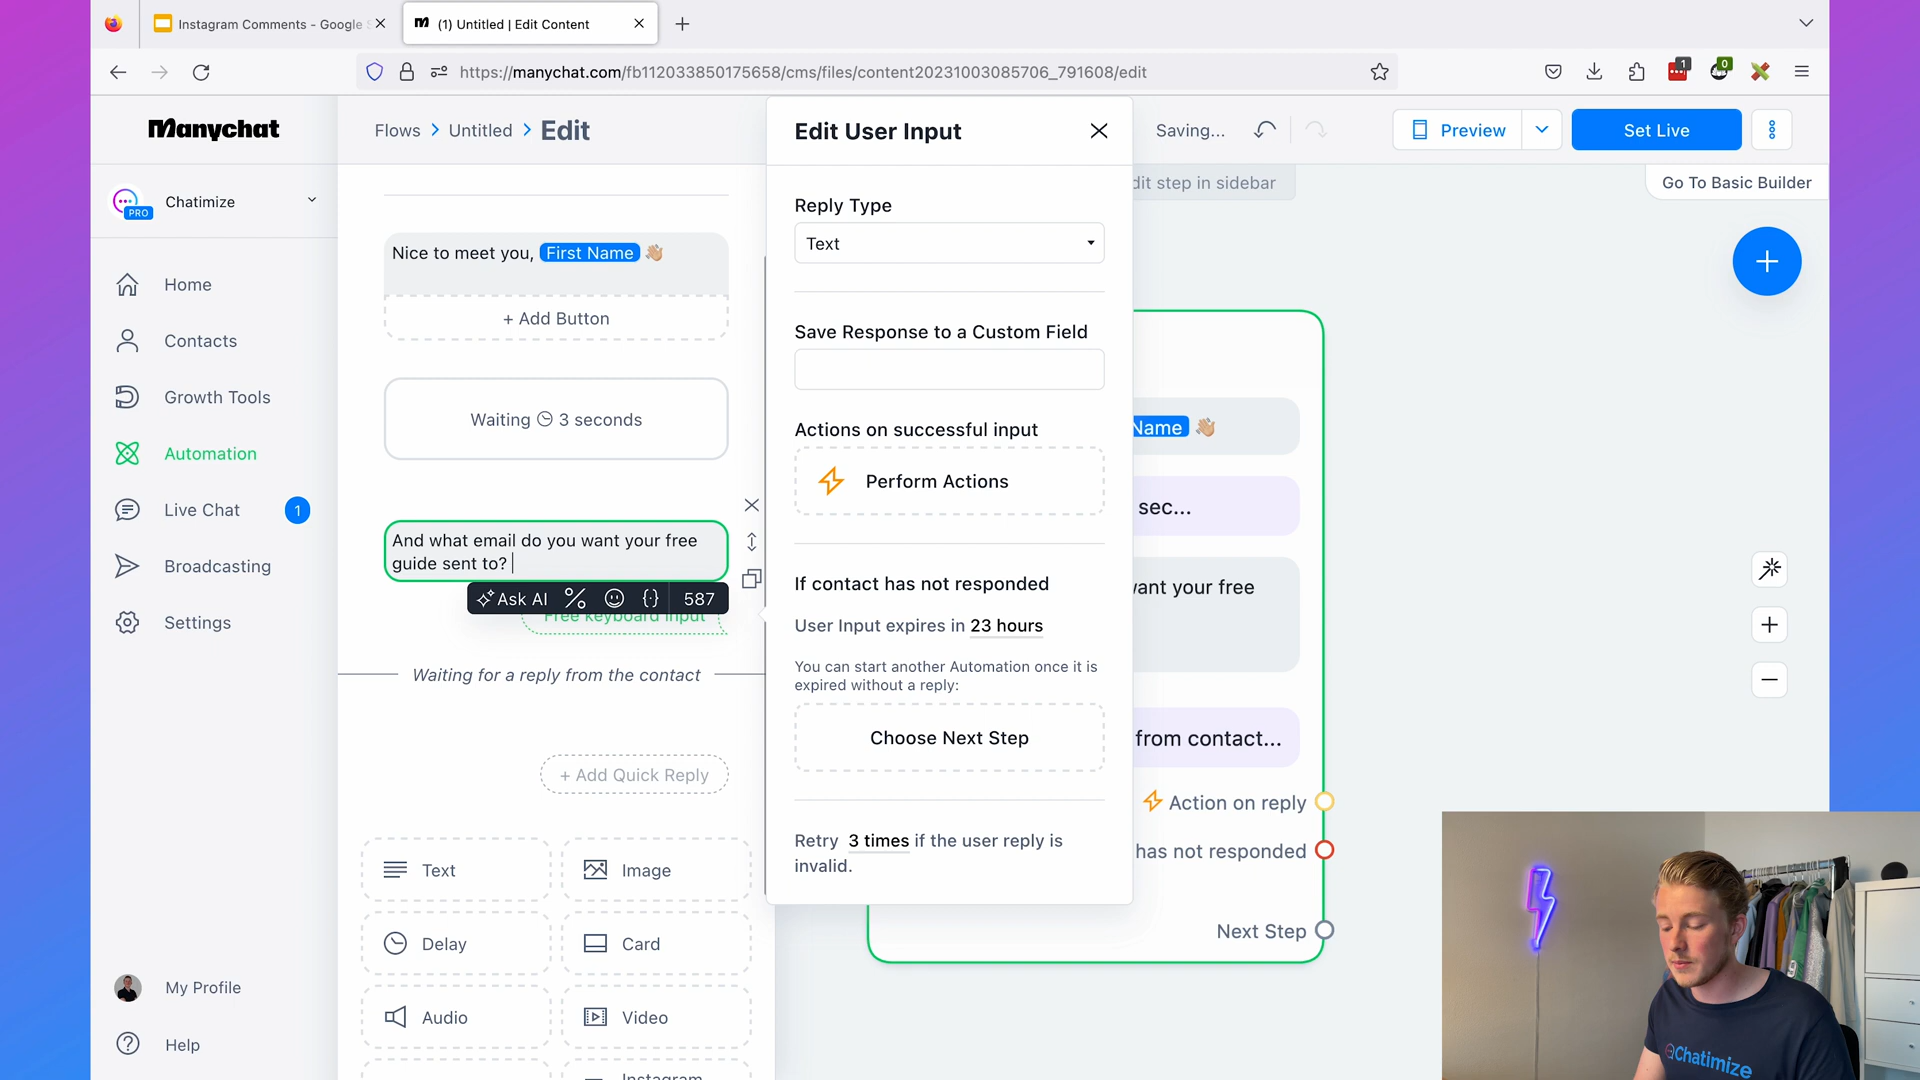 Instagram Comments - Google S
(1) Untitled | Edit Content
https://manychat.com/fb112033850175658/cms/files/content20231003085706_791608/edit
1
0
Manychat
Flows > Untitled > Edit
Edit User Input
Saving...
Preview
Set Live
Chatimize
PRO
dit step in sidebar
Go To Basic Builder
Home
Contacts
Growth Tools
Automation
Live Chat
1
Broadcasting
Settings
My Profile
Help
Nice to meet you, First Name 👋🏼
+ Add Button
Waiting 3 seconds
And what email do you want your free
guide sent to?
Ask AI
587
Free keyboard input
Waiting for a reply from the contact
+ Add Quick Reply
Text
Image
Delay
Card
Audio
Video
Instagram
Reply Type
Text
Save Response to a Custom Field
Actions on successful input
Perform Actions
If contact has not responded
User Input expires in 23 hours
You can start another Automation once it is
expired without a reply:
Choose Next Step
Retry 3 times if the user reply is
invalid.
Name 👋🏼
sec...
want your free
from contact...
Action on reply
has not responded
Next Step
Chatimize